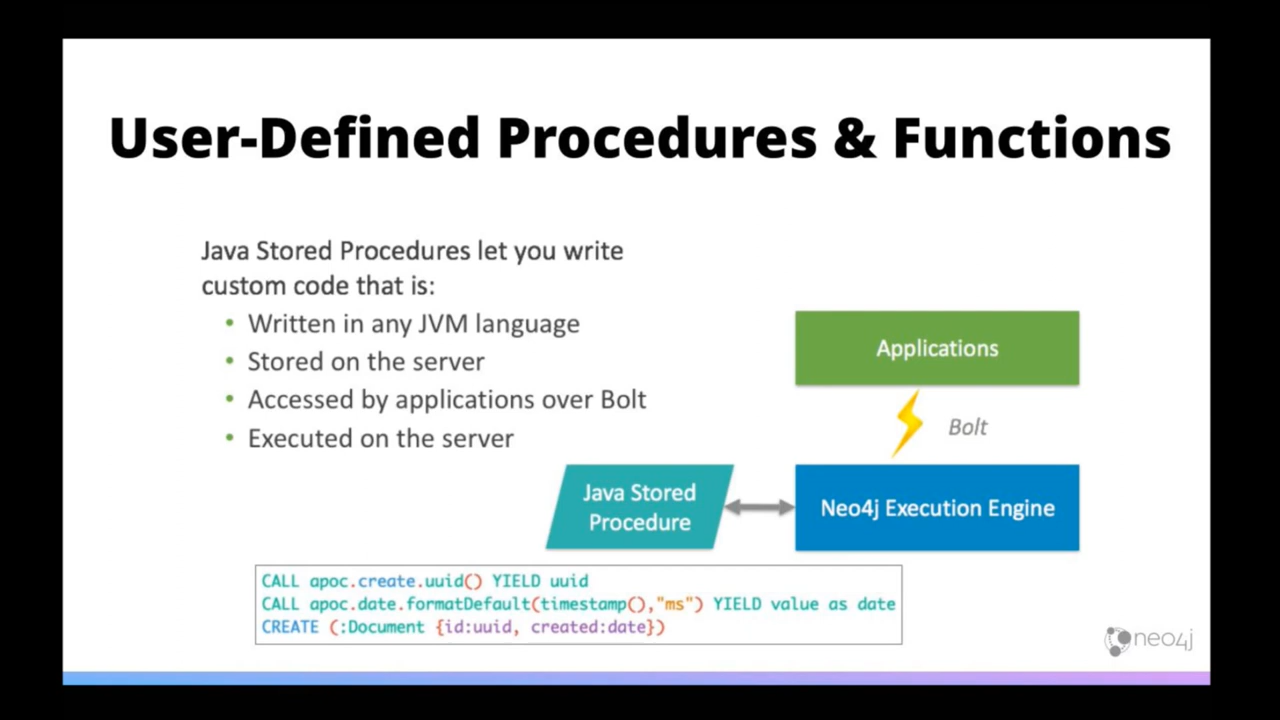 User-Defined Procedures & Functions
Java Stored Procedures let you write
custom code that is:
• Written in any JVM language
• Stored on the server
• Accessed by applications over Bolt
• Executed on the server
Applications
Bolt
Java Stored
Procedure
Neo4j Execution Engine
CALL apoc.create.uuid() YIELD uuid
CALL apoc.date.formatDefault(timestamp(),"ms") YIELD value as date
CREATE (:Document {id:uuid, created:date})
neo4j